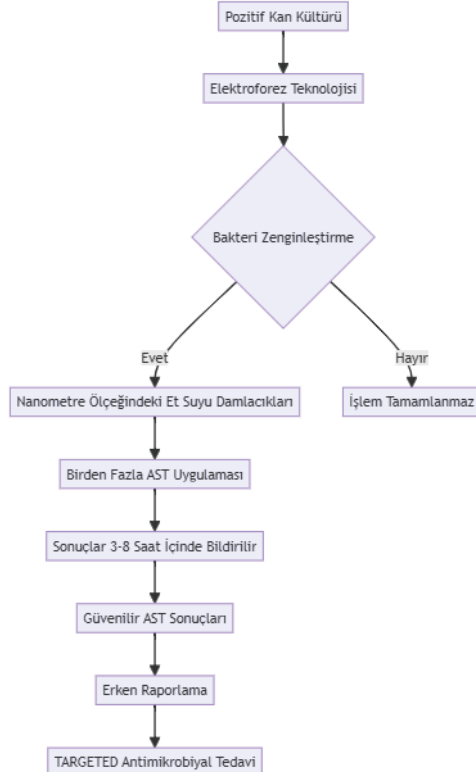 Pozitif Kan Kültürü
Elektroforez Teknolojisi
Bakteri Zenginleştirme
Evet
Hayır
Nanometre Ölçeğindeki Et Suyu Damlacıkları
İşlem Tamamlanmaz
Birden Fazla AST Uygulaması
Sonuçlar 3-8 Saat İçinde Bildirilir
Güvenilir AST Sonuçları
Erken Raporlama
TARGETED Antimikrobiyal Tedavi